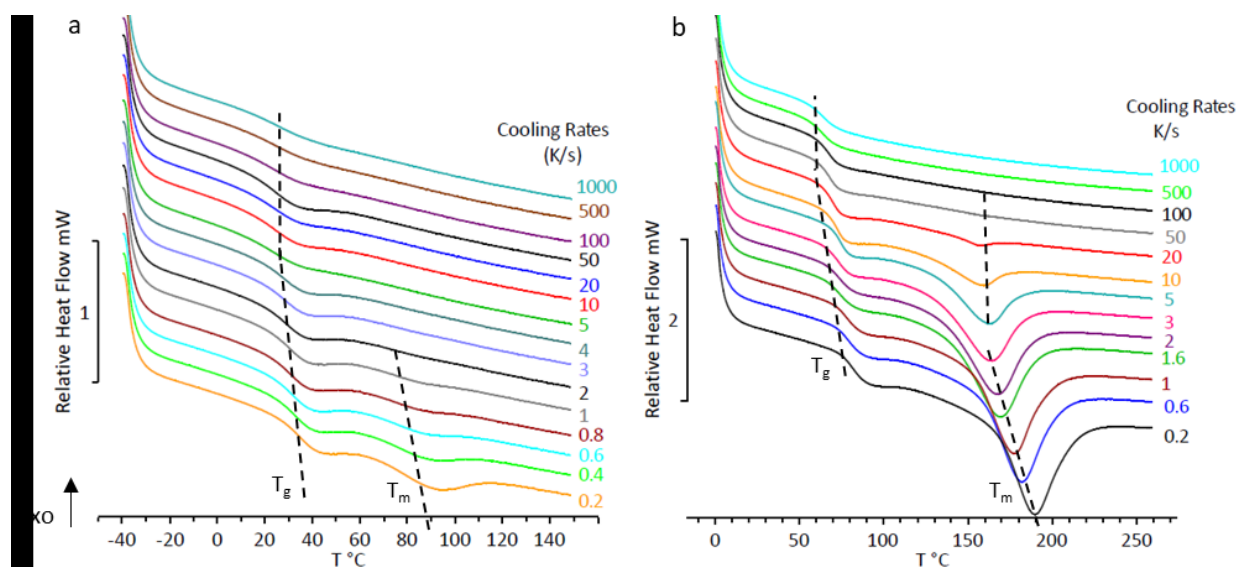 a
Relative Heat Flow mW
1
xo
Cooling Rates
(K/s)
1000
500
100
50
20
10
5
4
3
2
1
0.8
0.6
0.4
0.2
Tg
Tm
-40 -20 0 20 40 60 80 100 120 140
T °C
b
Relative Heat Flow mW
2
Cooling Rates
K/s
1000
500
100
50
20
10
5
3
2
1.6
1
0.6
0.2
Tg
Tm
0 50 100 150 200 250
T °C